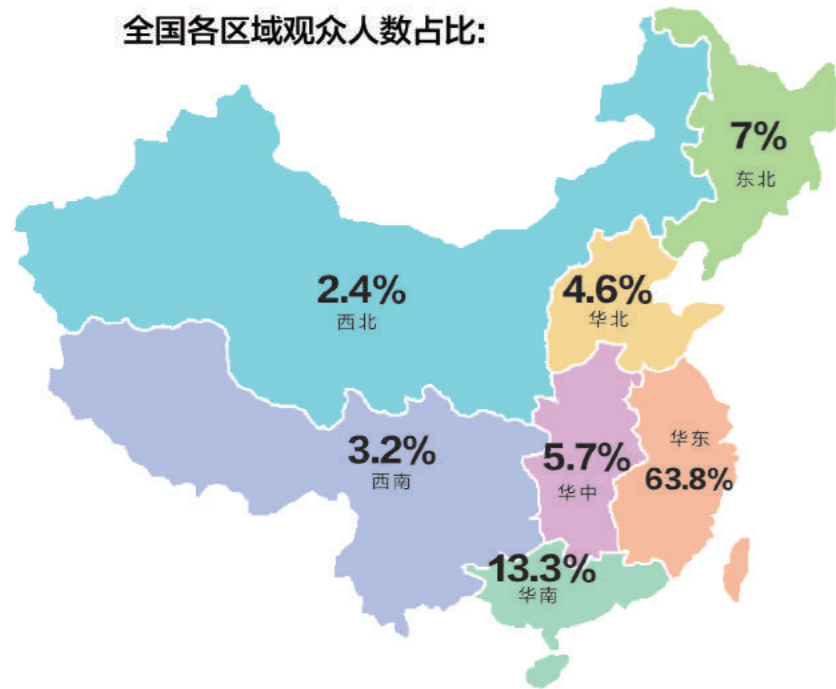 全国各区域观众人数占比:
7%
东北
2.4%
西北
4.6%
华北
3.2%
西南
5.7%
华中
华东
63.8%
13.3%
华南